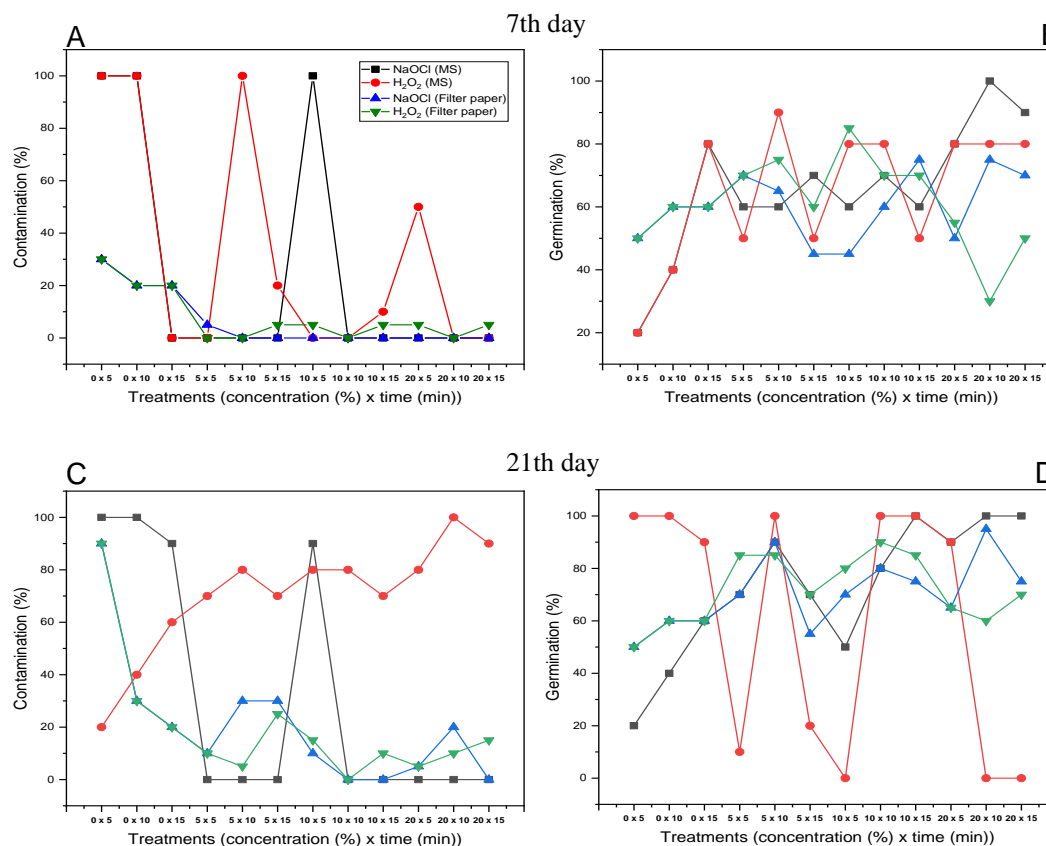 7th day
A
NaOCl (MS)
H₂O₂ (MS)
NaOCl (Filter paper)
H₂O₂ (Filter paper)
Contamination (%)
100
80
60
40
20
0
0 x 5 0 x 10 0 x 15 5 x 5 5 x 10 5 x 15 10 x 5 10 x 10 10 x 15 20 x 5 20 x 10 20 x 15
Treatments (concentration (%) x time (min))
Germination (%)
100
80
60
40
20
0 x 5 0 x 10 0 x 15 5 x 5 5 x 10 5 x 15 10 x 5 10 x 10 10 x 15 20 x 5 20 x 10 20 x 15
Treatments (concentration (%) x time (min))
21th day
C
Contamination (%)
100
80
60
40
20
0
0 x 5 0 x 10 0 x 15 5 x 5 5 x 10 5 x 15 10 x 5 10 x 10 10 x 15 20 x 5 20 x 10 20 x 15
Treatments (concentration (%) x time (min))
D
Germination (%)
100
80
60
40
20
0
0 x 5 0 x 10 0 x 15 5 x 5 5 x 10 5 x 15 10 x 5 10 x 10 10 x 15 20 x 5 20 x 10 20 x 15
Treatments (concentration (%) x time (min))